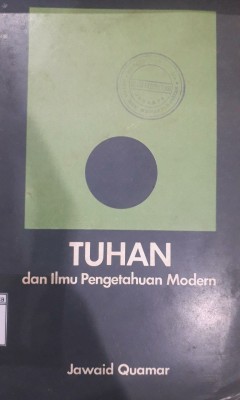 TUHAN
dan Ilmu Pengetahuan Modern
Jawaid Quamar